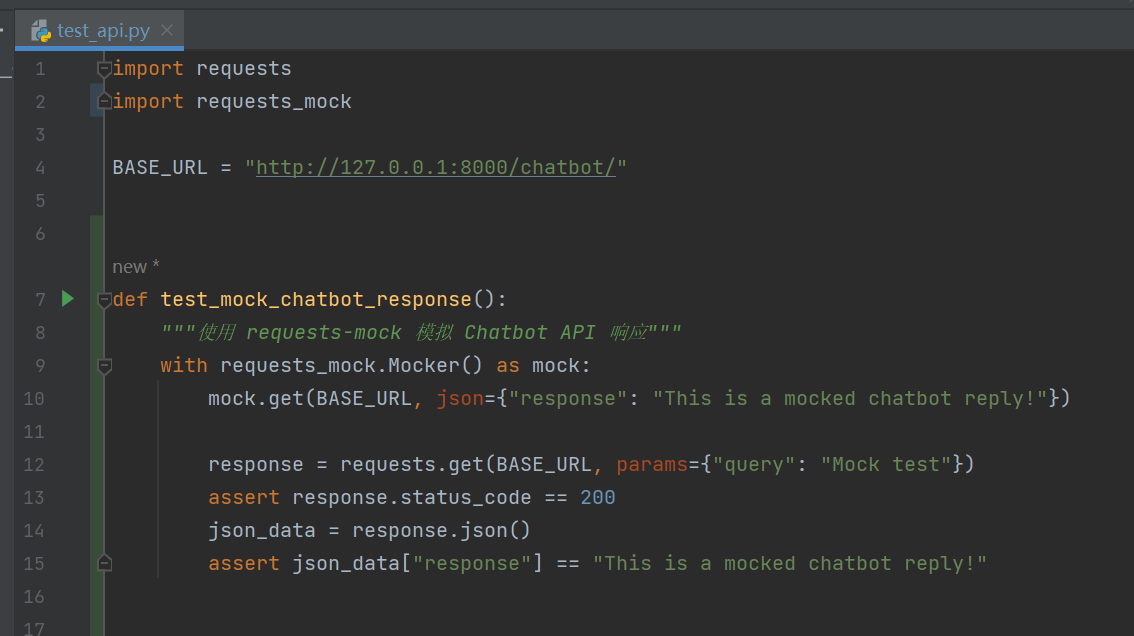 test_api.py
1 import requests
2 import requests_mock
3
4 BASE_URL = "http://127.0.0.1:8000/chatbot/"
5
6
new *
7 def test_mock_chatbot_response():
8 """使用 requests-mock 模拟 Chatbot API 响应"""
9 with requests_mock.Mocker() as mock:
10 mock.get(BASE_URL, json={"response": "This is a mocked chatbot reply!"})
11
12 response = requests.get(BASE_URL, params={"query": "Mock test"})
13 assert response.status_code == 200
14 json_data = response.json()
15 assert json_data["response"] == "This is a mocked chatbot reply!"
16
17